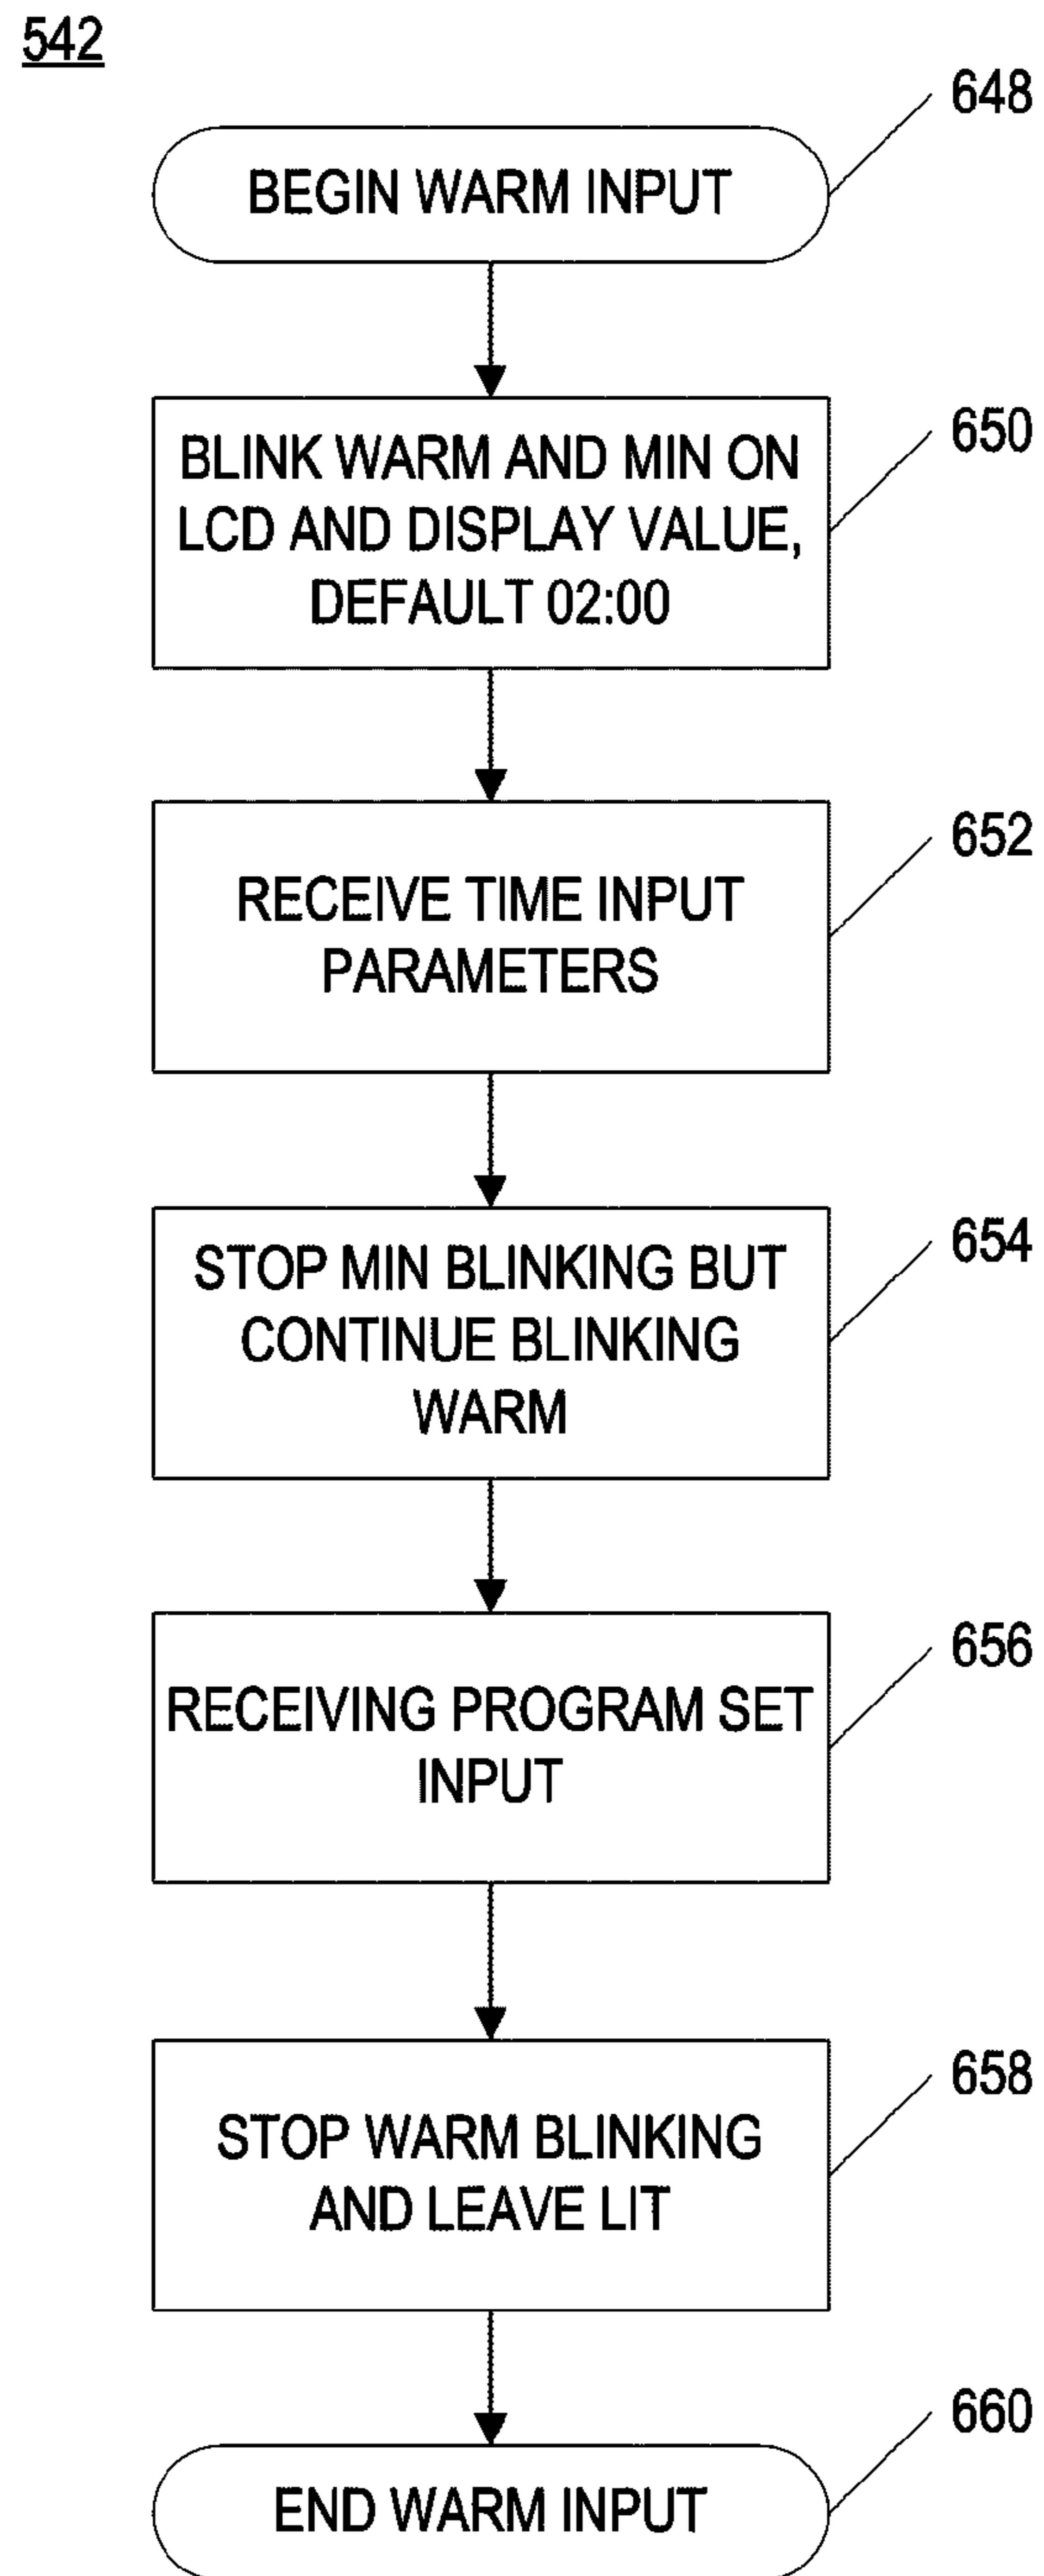 542
648
BEGIN WARM INPUT
650
BLINK WARM AND MIN ON
LCD AND DISPLAY VALUE,
DEFAULT 02:00
652
RECEIVE TIME INPUT
PARAMETERS
654
STOP MIN BLINKING BUT
CONTINUE BLINKING
WARM
656
RECEIVING PROGRAM SET
INPUT
658
STOP WARM BLINKING
AND LEAVE LIT
660
END WARM INPUT